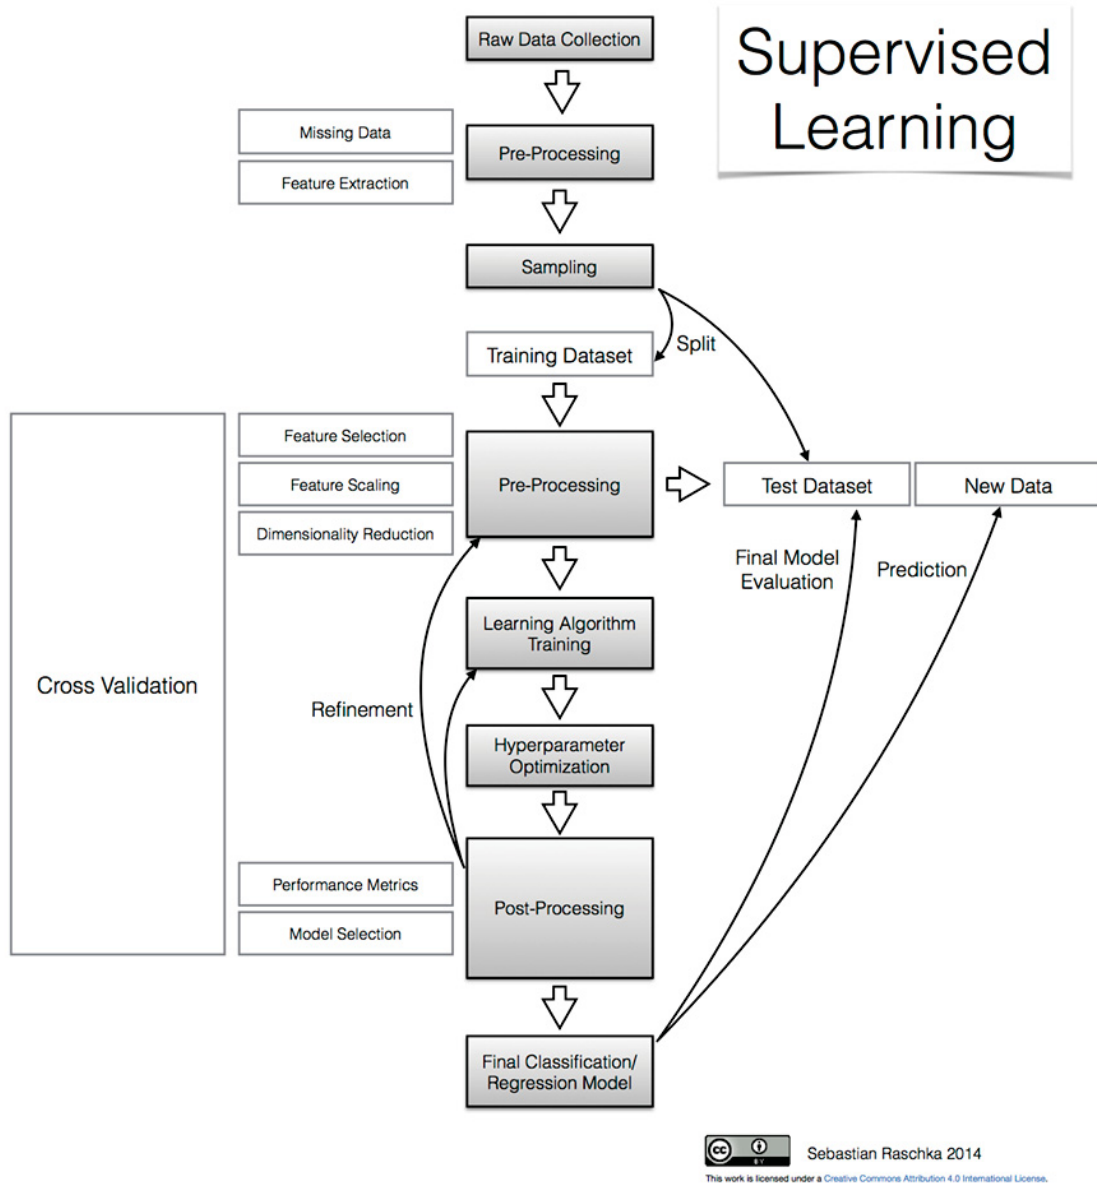 Supervised
Learning
Raw Data Collection
Missing Data
Pre-Processing
Feature Extraction
Sampling
Split
Training Dataset
Feature Selection
Feature Scaling
Pre-Processing
Dimensionality Reduction
Test Dataset
New Data
Final Model
Evaluation
Prediction
Learning Algorithm
Training
Cross Validation
Refinement
Hyperparameter
Optimization
Performance Metrics
Post-Processing
Model Selection
Final Classification/
Regression Model
cc
BY
Sebastian Raschka 2014
This work is licensed under a Creative Commons Attribution 4.0 International License.